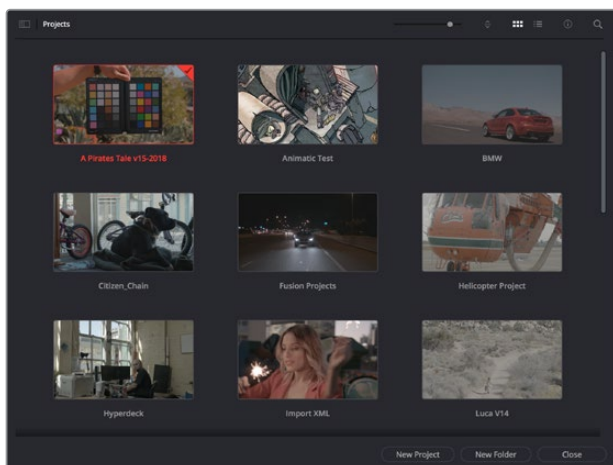 Projects
A Pirates Tale v15-2018
Animatic Test
BMW
Citizen_Chain
Fusion Projects
Helicopter Project
Hyperdeck
Import XML
Luca V14
New Project
New Folder
Close